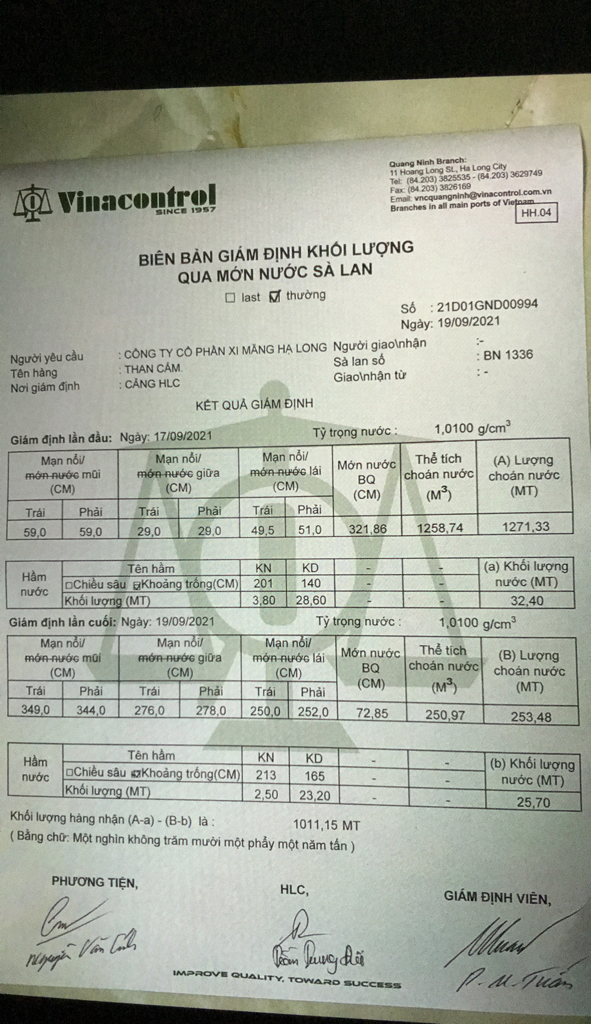 Vinacontrol
SINCE 1957
Quang Ninh Branch:
11 Hoang Long St., Ha Long City
Tel: (84.203) 3825535 - (84.203) 3629749
Fax: (84.203) 3826169
Email: vncquangninh@vinacontrol.com.vn
Branches in all main ports of Vietnam
HH.04
BIÊN BẢN GIÁM ĐỊNH KHỐI LƯỢNG
QUA MỚN NƯỚC SÀ LAN
☐ last ☑ thường
Số : 21D01GND00994
Ngày: 19/09/2021
Người yêu cầu : CÔNG TY CỔ PHẦN XI MĂNG HẠ LONG Người giao\nhận :-
Tên hàng : THAN CÁM. Sà lan số : BN 1336
Nơi giám định : CẢNG HLC Giao\nhận từ : -
KẾT QUẢ GIÁM ĐỊNH
Giám định lần đầu: Ngày: 17/09/2021 Tỷ trọng nước : 1,0100 g/cm³
Mạn nổi/ Mạn nổi/ Mạn nổi/ Mớn nước Thể tích (A) Lượng
mớn nước mũi mớn nước giữa mớn nước lái BQ choán nước choán nước
(CM) (CM) (CM) (CM) (M³) (MT)
Trái Phải Trái Phải Trái Phải
59,0 59,0 29,0 29,0 49,5 51,0 321,86 1258,74 1271,33
Hầm nước Tên hầm KN KD - - (a) Khối lượng
☐Chiều sâu ☑Khoảng trống(CM) 201 140 - - nước (MT)
Khối lượng (MT) 3,80 28,60 - - 32,40
Giám định lần cuối: Ngày: 19/09/2021 Tỷ trọng nước : 1,0100 g/cm³
Mạn nổi/ Mạn nổi/ Mạn nổi/ Mớn nước Thể tích (B) Lượng
mớn nước mũi mớn nước giữa mớn nước lái BQ choán nước choán nước
(CM) (CM) (CM) (CM) (M³) (MT)
Trái Phải Trái Phải Trái Phải
349,0 344,0 276,0 278,0 250,0 252,0 72,85 250,97 253,48
Hầm nước Tên hầm KN KD - - (b) Khối lượng
☐Chiều sâu ☑Khoảng trống(CM) 213 165 - - nước (MT)
Khối lượng (MT) 2,50 23,20 - - 25,70
Khối lượng hàng nhận (A-a) - (B-b) là : 1011,15 MT
( Bằng chữ: Một nghìn không trăm mười một phẩy một năm tấn )
PHƯƠNG TIỆN, HLC, GIÁM ĐỊNH VIÊN,
Nguyễn Văn
Trần Trung
P. M. Tuấn
IMPROVE QUALITY, TOWARD SUCCESS